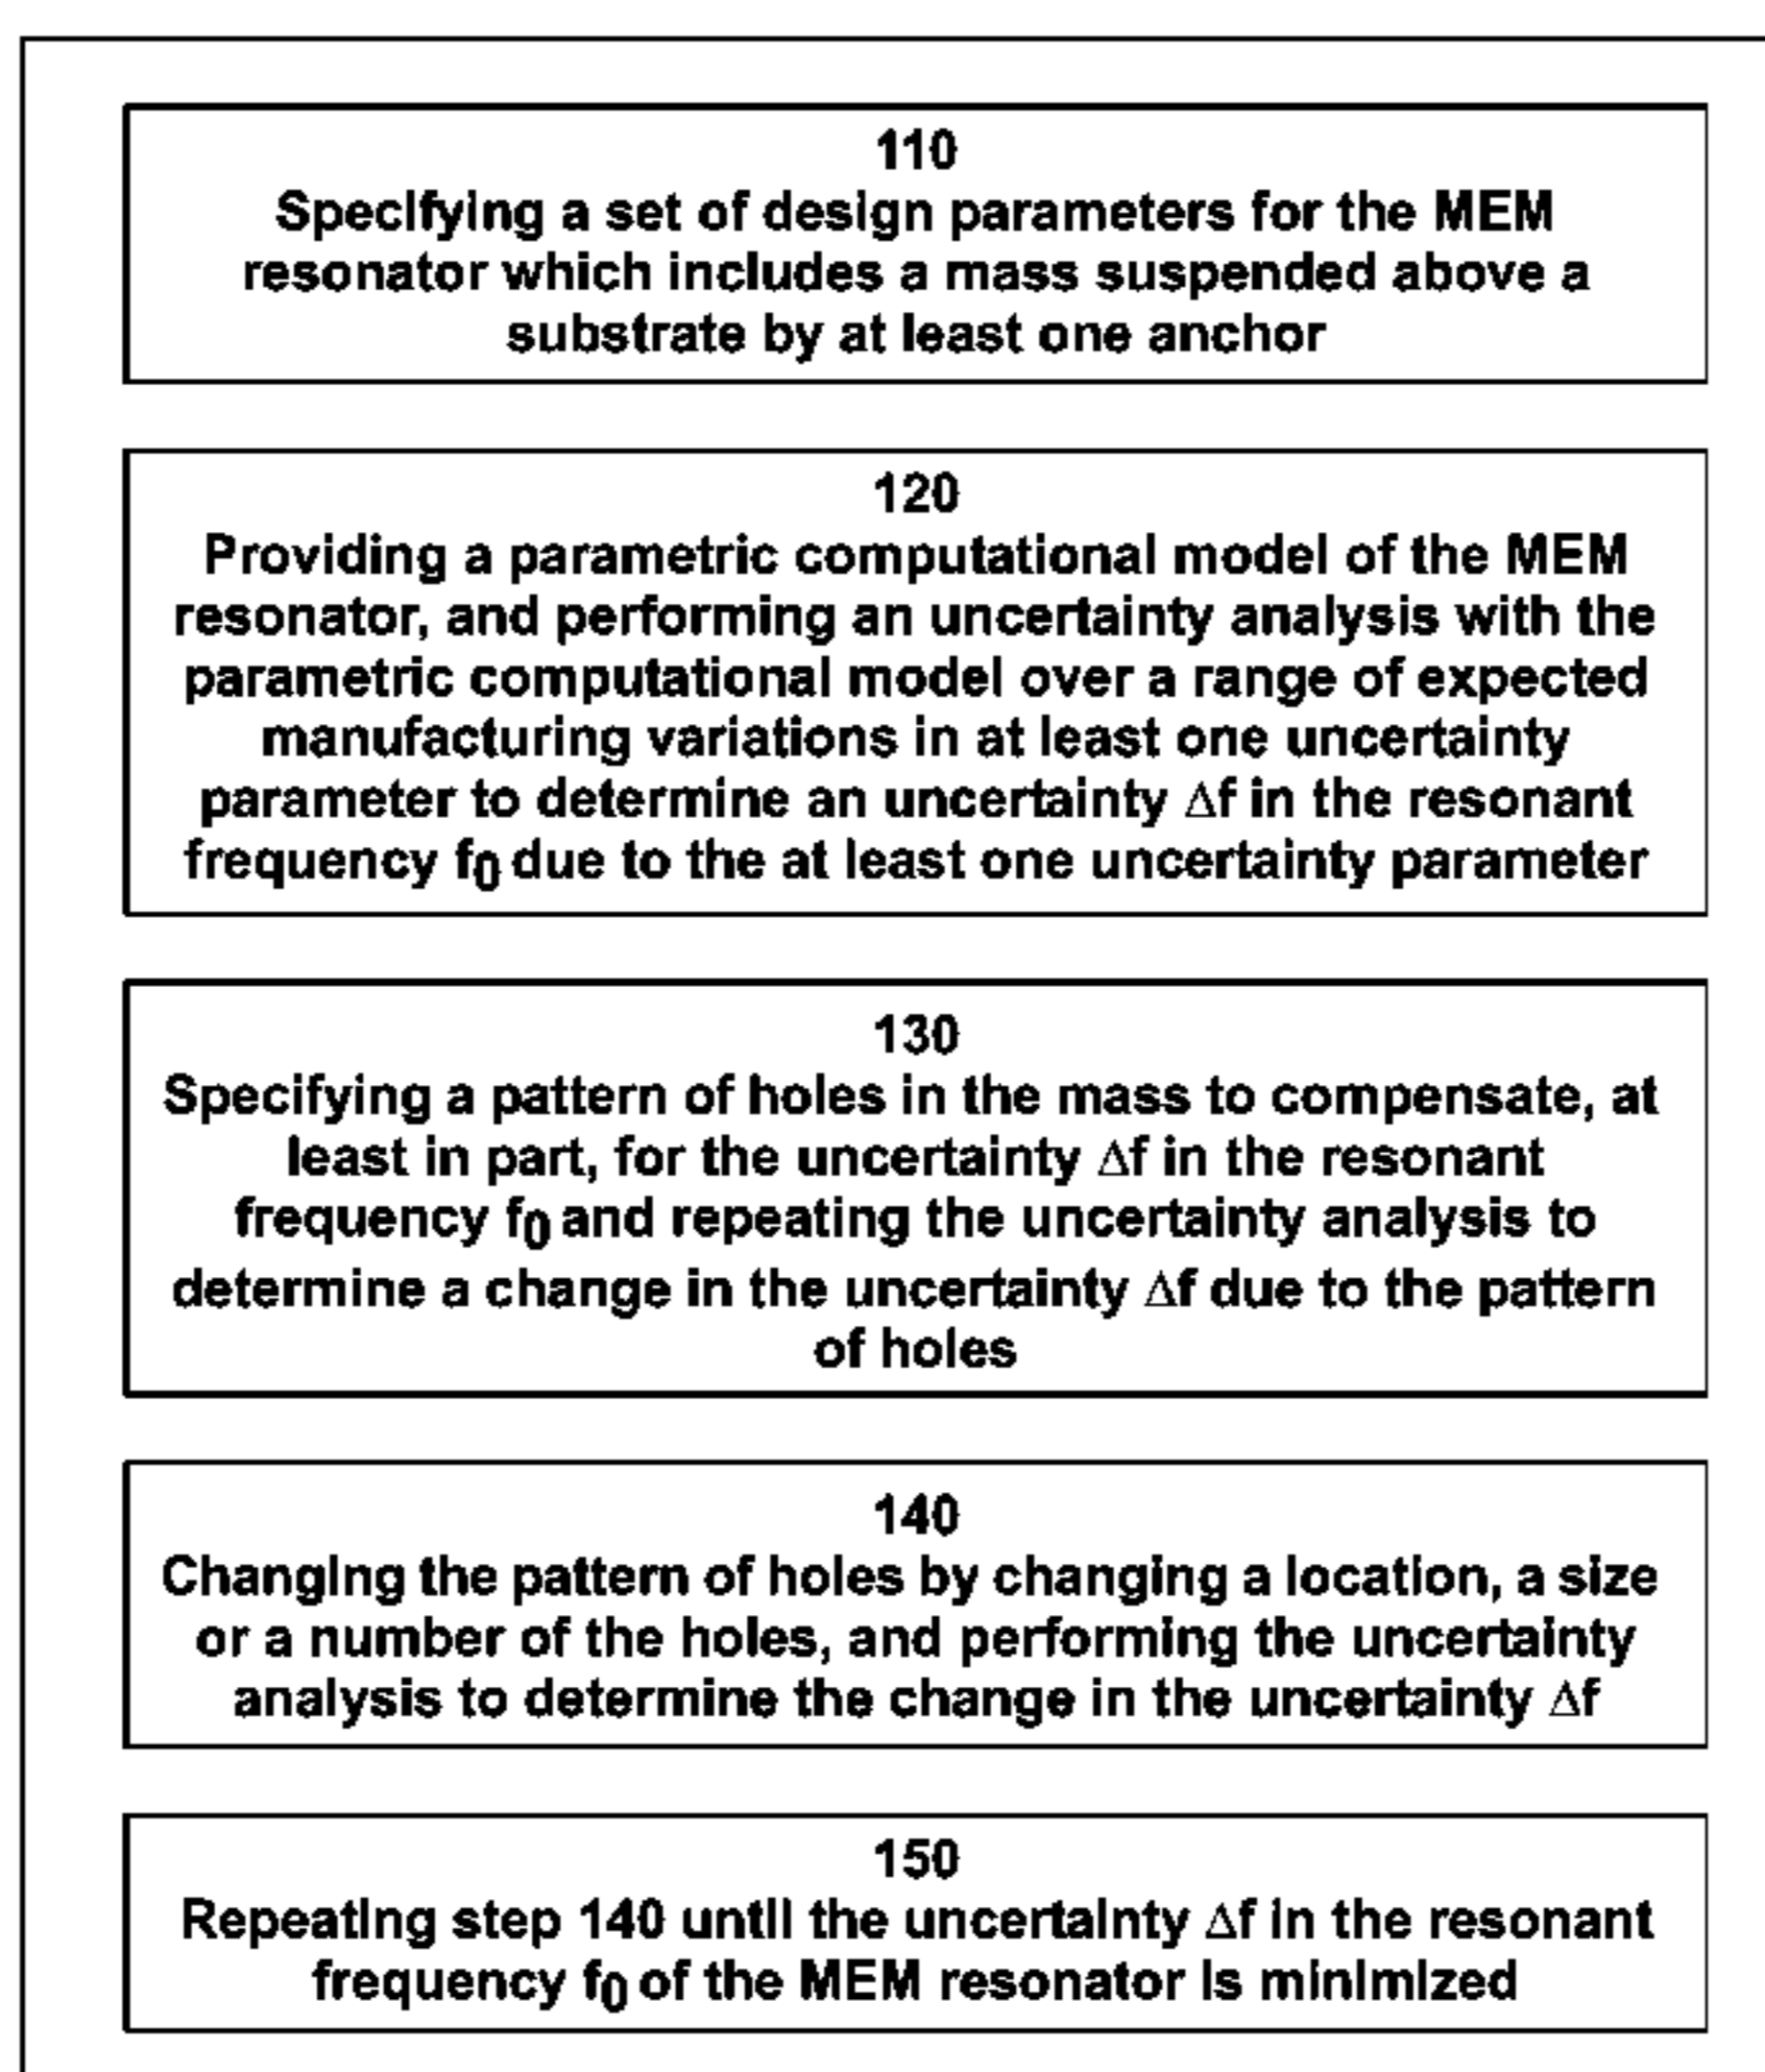 110
Specifying a set of design parameters for the MEM
resonator which includes a mass suspended above a
substrate by at least one anchor
120
Providing a parametric computational model of the MEM
resonator, and performing an uncertainty analysis with the
parametric computational model over a range of expected
manufacturing variations in at least one uncertainty
parameter to determine an uncertainty Δf in the resonant
frequency f₀ due to the at least one uncertainty parameter
130
Specifying a pattern of holes in the mass to compensate, at
least in part, for the uncertainty Δf in the resonant
frequency f₀ and repeating the uncertainty analysis to
determine a change in the uncertainty Δf due to the pattern
of holes
140
Changing the pattern of holes by changing a location, a size
or a number of the holes, and performing the uncertainty
analysis to determine the change in the uncertainty Δf
150
Repeating step 140 until the uncertainty Δf in the resonant
frequency f₀ of the MEM resonator is minimized